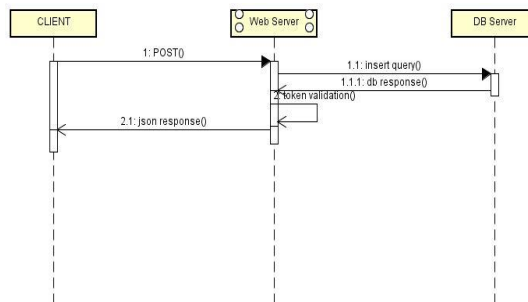 CLIENT
Web Server
DB Server
1: POST()
1.1: insert query()
1.1.1: db response()
2: token validation()
2.1: json response()